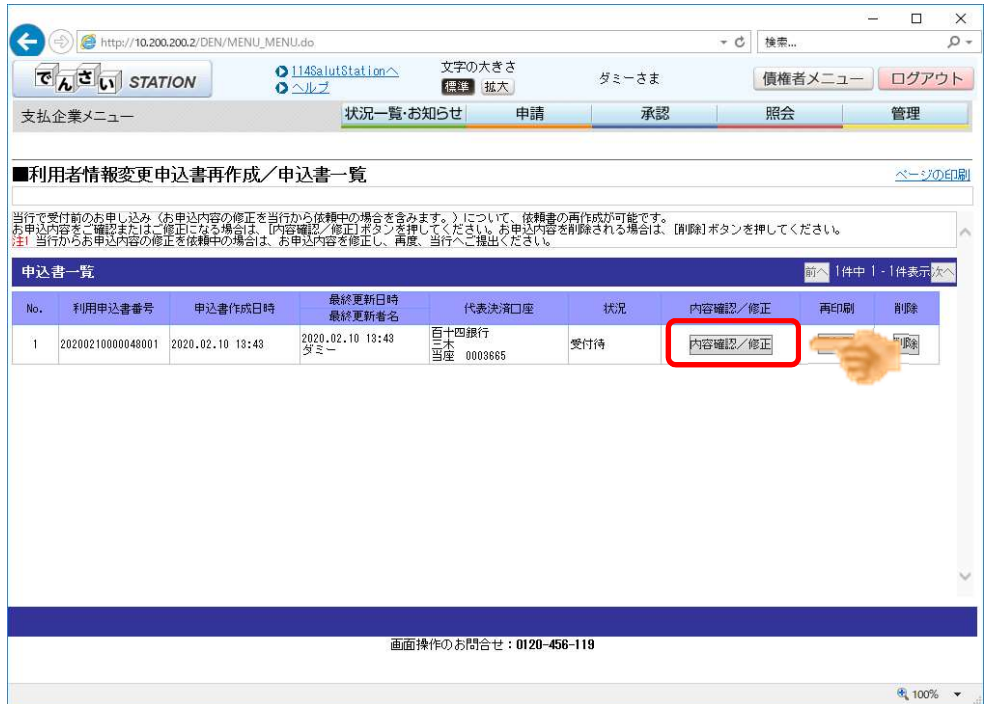 http://10.200.200.2/DEN/MENU_MENU.do
検索...
でんさい STATION
114SalutStationへ
ヘルプ
文字の大きさ
標準 拡大
ダミーさま
債権者メニュー
ログアウト
支払企業メニュー
状況一覧・お知らせ 申請 承認 照会 管理
■利用者情報変更申込書再作成／申込書一覧
ページの印刷
当行で受付前のお申し込み（お申込内容の修正を当行から依頼中の場合を含みます。）について、依頼書の再作成が可能です。
お申込内容をご確認またはご修正になる場合は、[内容確認／修正]ボタンを押してください。お申込内容を削除される場合は、[削除]ボタンを押してください。
注! 当行からお申込内容の修正を依頼中の場合は、お申込内容を修正し、再度、当行へご提出ください。
申込書一覧
前へ 1件中 1 - 1件表示 次へ
No. 利用申込書番号 申込書作成日時 最終更新日時 最終更新者名 代表決済口座 状況 内容確認／修正 再印刷 削除
1 20200210000048001 2020.02.10 13:43 2020.02.10 13:43 ダミー 百十四銀行 三木 当座 0003665 受付待 内容確認／修正 削除
画面操作のお問合せ：0120-456-119
100%